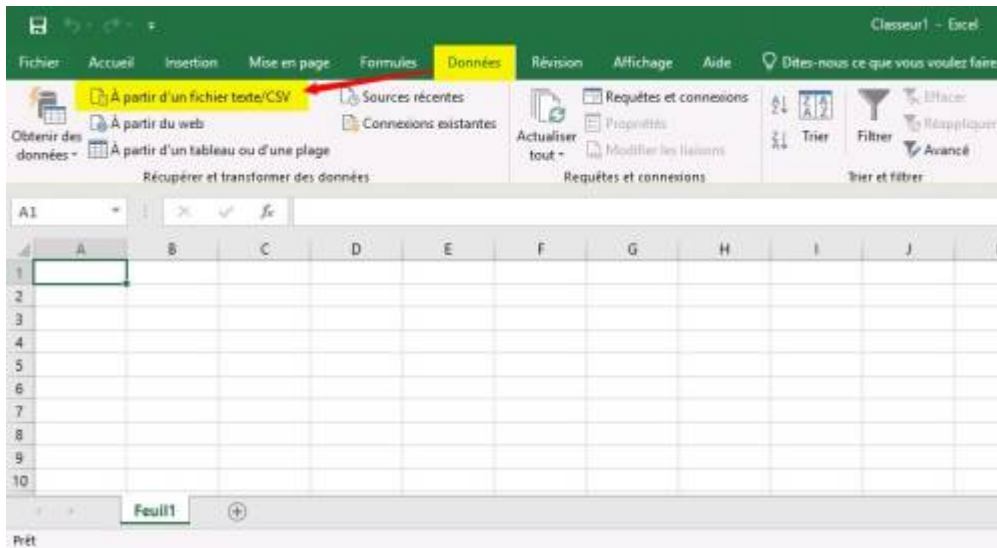 Classeur1 - Excel
Fichier Accueil Insertion Mise en page Formules Données Révision Affichage Aide Dites-nous ce que vous voulez faire
Obtenir des données
À partir d'un fichier texte/CSV
À partir du web
À partir d'un tableau ou d'une plage
Sources récentes
Connexions existantes
Récupérer et transformer des données
Actualiser tout
Requêtes et connexions
Propriétés
Modifier les liaisons
Requêtes et connexions
Trier
Filtrer
Effacer
Réappliquer
Avancé
Trier et filtrer
A1 fx
A B C D E F G H I J
1
2
3
4
5
6
7
8
9
10
Feuil1
Prêt